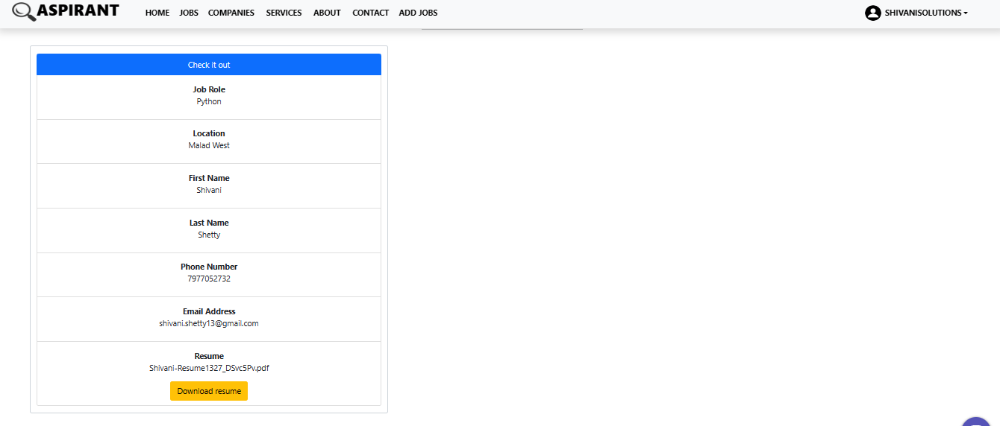 ASPIRANT HOME JOBS COMPANIES SERVICES ABOUT CONTACT ADD JOBS SHIVANISOLUTIONS
Check it out
Job Role
Python
Location
Malad West
First Name
Shivani
Last Name
Shetty
Phone Number
7977052732
Email Address
shivani.shetty13@gmail.com
Resume
Shivani-Resume1327_DSvc5Pv.pdf
Download resume